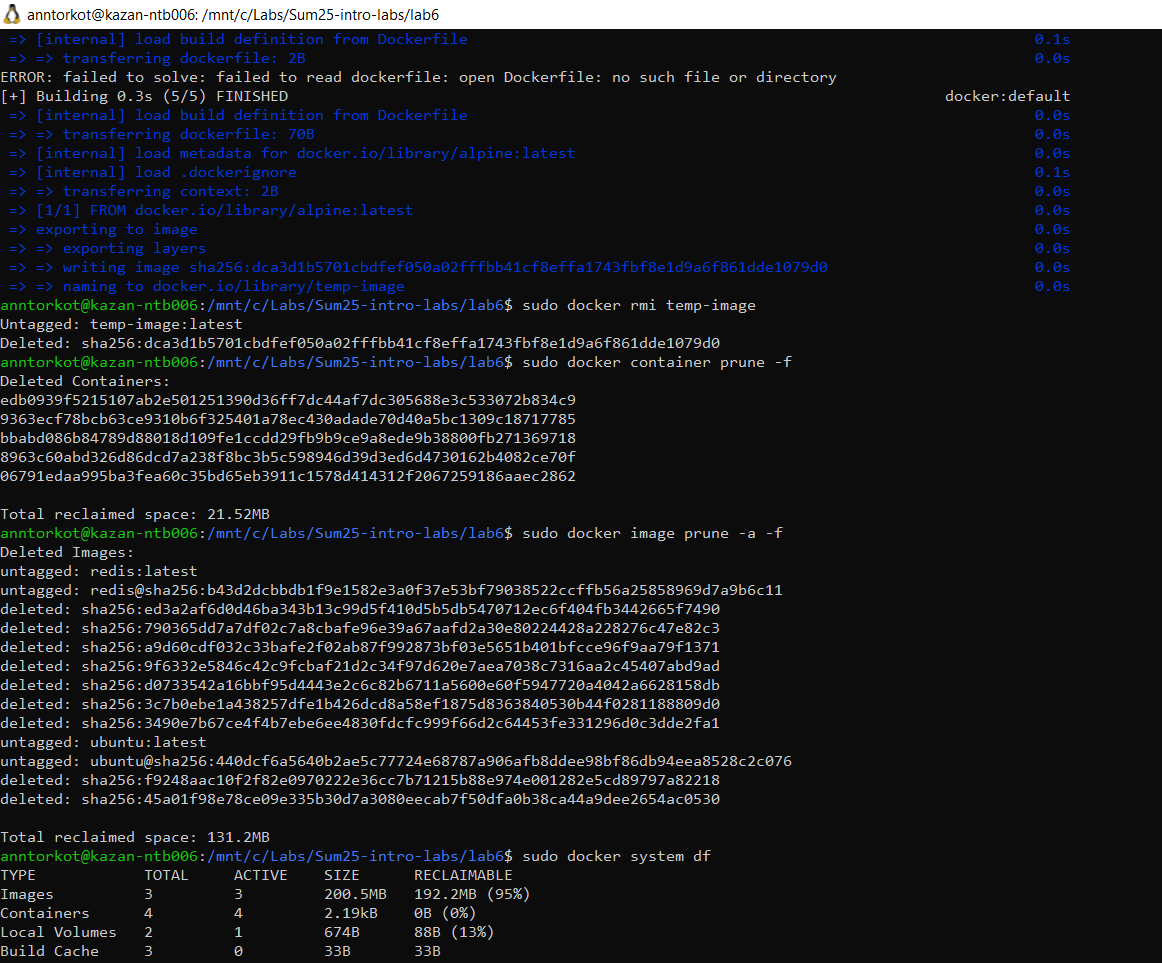 anntorkot@kazan-ntb006: /mnt/c/Labs/Sum25-intro-labs/lab6
=> [internal] load build definition from Dockerfile 0.1s
=> => transferring dockerfile: 2B 0.0s
ERROR: failed to solve: failed to read dockerfile: open Dockerfile: no such file or directory
[+] Building 0.3s (5/5) FINISHED docker:default
=> [internal] load build definition from Dockerfile 0.0s
=> => transferring dockerfile: 70B 0.0s
=> [internal] load metadata for docker.io/library/alpine:latest 0.0s
=> [internal] load .dockerignore 0.1s
=> => transferring context: 2B 0.0s
=> [1/1] FROM docker.io/library/alpine:latest 0.0s
=> exporting to image 0.0s
=> => exporting layers 0.0s
=> => writing image sha256:dca3d1b5701cbdfef050a02fffbb41cf8effa1743fbf8e1d9a6f861dde1079d0 0.0s
=> => naming to docker.io/library/temp-image 0.0s
anntorkot@kazan-ntb006:/mnt/c/Labs/Sum25-intro-labs/lab6$ sudo docker rmi temp-image
Untagged: temp-image:latest
Deleted: sha256:dca3d1b5701cbdfef050a02fffbb41cf8effa1743fbf8e1d9a6f861dde1079d0
anntorkot@kazan-ntb006:/mnt/c/Labs/Sum25-intro-labs/lab6$ sudo docker container prune -f
Deleted Containers:
edb0939f5215107ab2e501251390d36ff7dc44af7dc305688e3c533072b834c9
9363ecf78bcb63ce9310b6f325401a78ec430adade70d40a5bc1309c18717785
bbabd086b84789d88018d109fe1ccdd29fb9b9ce9a8ede9b38800fb271369718
8963c60abd326d86dcd7a238f8bc3b5c598946d39d3ed6d4730162b4082ce70f
06791edaa995ba3fea60c35bd65eb3911c1578d414312f2067259186aaec2862
Total reclaimed space: 21.52MB
anntorkot@kazan-ntb006:/mnt/c/Labs/Sum25-intro-labs/lab6$ sudo docker image prune -a -f
Deleted Images:
untagged: redis:latest
untagged: redis@sha256:b43d2dcbbdb1f9e1582e3a0f37e53bf79038522ccffb56a25858969d7a9b6c11
deleted: sha256:ed3a2af6d0d46ba343b13c99d5f410d5b5db5470712ec6f404fb3442665f7490
deleted: sha256:790365dd7a7df02c7a8cbafe96e39a67aafd2a30e80224428a228276c47e82c3
deleted: sha256:a9d60cdf032c33bafe2f02ab87f992873bf03e5651b401bfcce96f9aa79f1371
deleted: sha256:9f6332e5846c42c9fcbaf21d2c34f97d620e7aea7038c7316aa2c45407abd9ad
deleted: sha256:d0733542a16bbf95d4443e2c6c82b6711a5600e60f5947720a4042a6628158db
deleted: sha256:3c7b0ebe1a438257dfe1b426dcd8a58ef1875d8363840530b44f0281188809d0
deleted: sha256:3490e7b67ce4f4b7ebe6ee4830fdcfc999f66d2c64453fe331296d0c3dde2fa1
untagged: ubuntu:latest
untagged: ubuntu@sha256:440dcf6a5640b2ae5c77724e68787a906afb8ddee98bf86db94eea8528c2c076
deleted: sha256:f9248aac10f2f82e0970222e36cc7b71215b88e974e001282e5cd89797a82218
deleted: sha256:45a01f98e78ce09e335b30d7a3080eecab7f50dfa0b38ca44a9dee2654ac0530
Total reclaimed space: 131.2MB
anntorkot@kazan-ntb006:/mnt/c/Labs/Sum25-intro-labs/lab6$ sudo docker system df
TYPE TOTAL ACTIVE SIZE RECLAIMABLE
Images 3 3 200.5MB 192.2MB (95%)
Containers 4 4 2.19kB 0B (0%)
Local Volumes 2 1 674B 88B (13%)
Build Cache 3 0 33B 33B